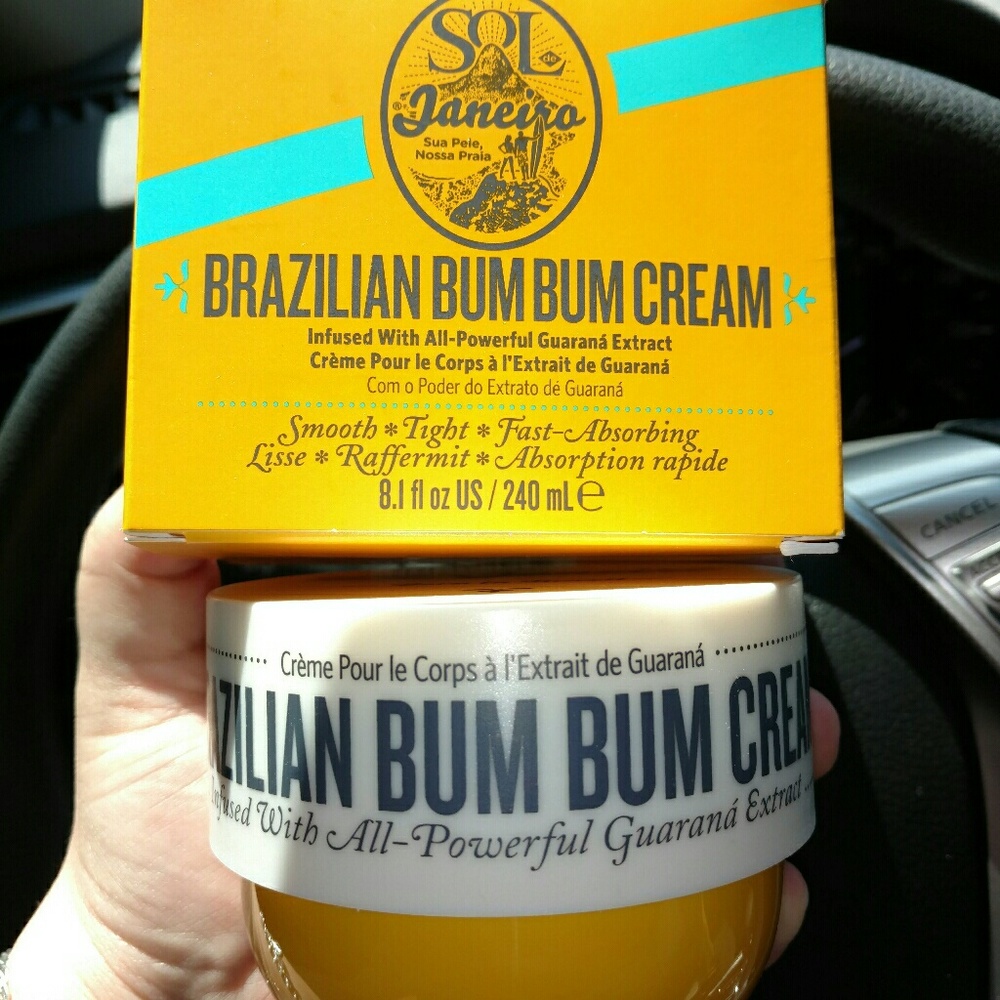 SOL
de
Janeiro
®
Sua Pele,
Nossa Praia
BRAZILIAN BUM BUM CREAM
Infused With All-Powerful Guaraná Extract
Crème Pour le Corps à l'Extrait de Guaraná
Com o Poder do Extrato de Guaraná
Smooth * Tight * Fast-Absorbing
Lisse * Raffermit * Absorption rapide
8.1 fl oz US / 240 mL ℮
CANCEL
Crème Pour le Corps à l'Extrait de Guaraná
AZILIAN BUM BUM CREAM
Infused With All-Powerful Guaraná Extract